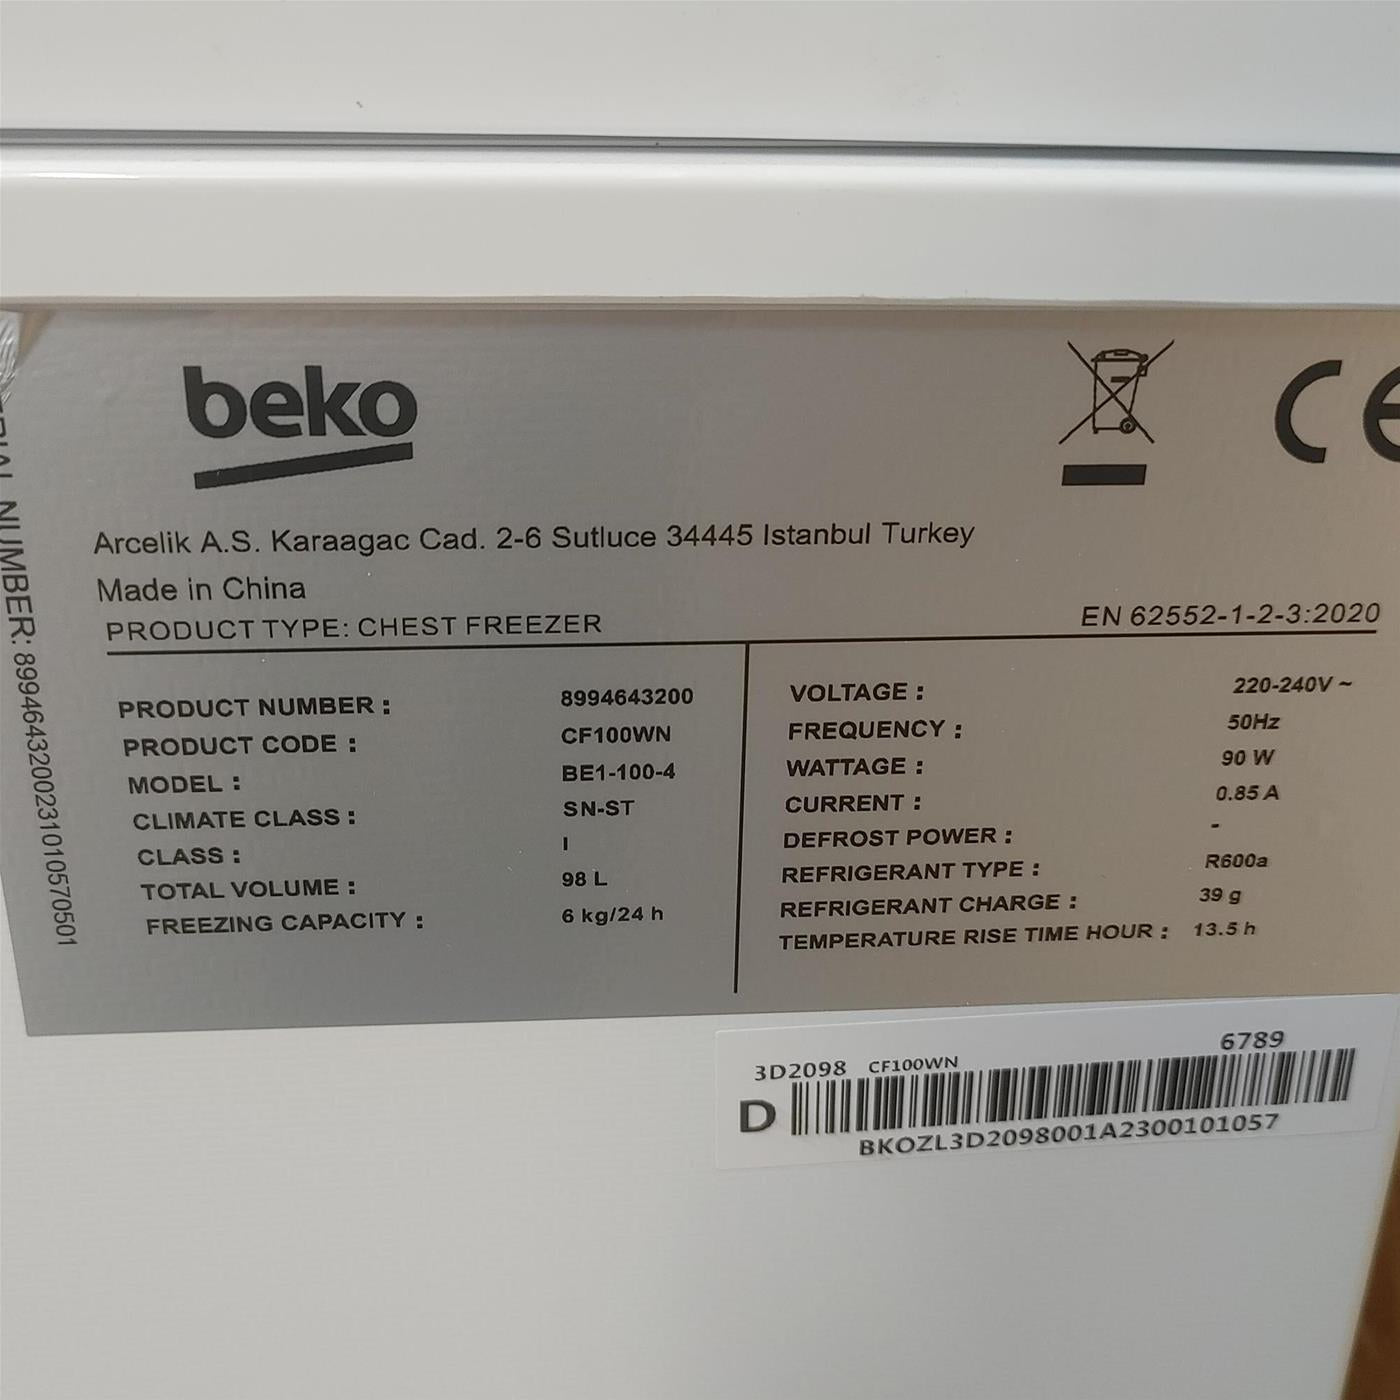 beko
CE
Arcelik A.S. Karaagac Cad. 2-6 Sutluce 34445 Istanbul Turkey
Made in China
PRODUCT TYPE: CHEST FREEZER
EN 62552-1-2-3:2020
PRODUCT NUMBER : 8994643200
PRODUCT CODE : CF100WN
MODEL : BE1-100-4
CLIMATE CLASS : SN-ST
CLASS : I
TOTAL VOLUME : 98 L
FREEZING CAPACITY : 6 kg/24 h
VOLTAGE : 220-240V ~
FREQUENCY : 50Hz
WATTAGE : 90 W
CURRENT : 0.85 A
DEFROST POWER : -
REFRIGERANT TYPE : R600a
REFRIGERANT CHARGE : 39 g
TEMPERATURE RISE TIME HOUR : 13.5 h
NUMBER: 8994643200231010570501
3D2098 CF100WN 6789
D
BKOZL3D2098001A2300101057